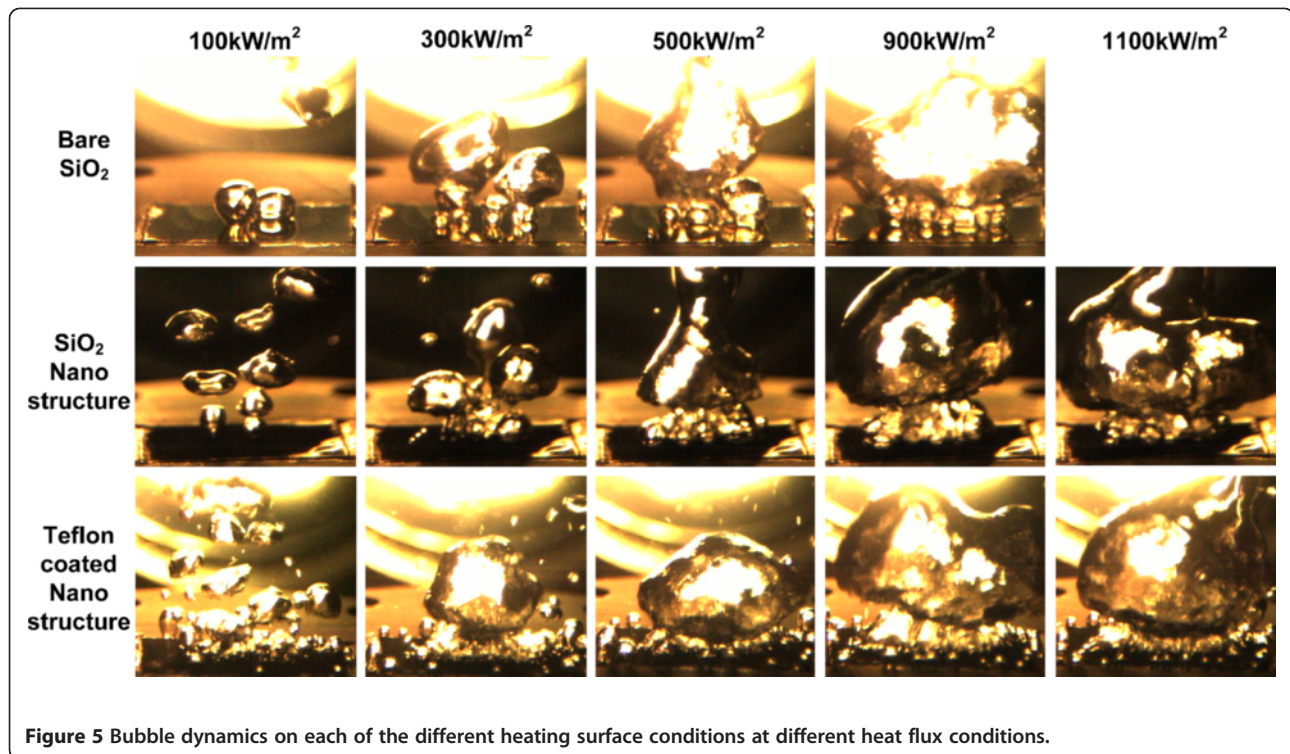 100kW/m² 300kW/m² 500kW/m² 900kW/m² 1100kW/m²
Bare
SiO₂
SiO₂
Nano
structure
Teflon
coated
Nano
structure
Figure 5 Bubble dynamics on each of the different heating surface conditions at different heat flux conditions.